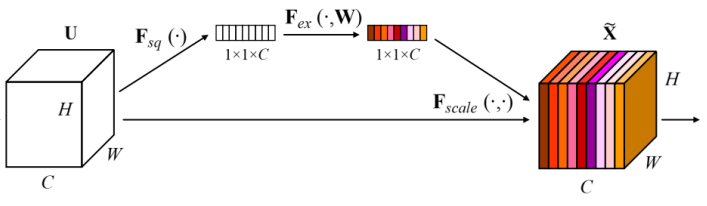 U
F_sq (·)
1×1×C
F_ex (·,W)
1×1×C
F_scale (·,·)
X̃
H
W
C
H
W
C